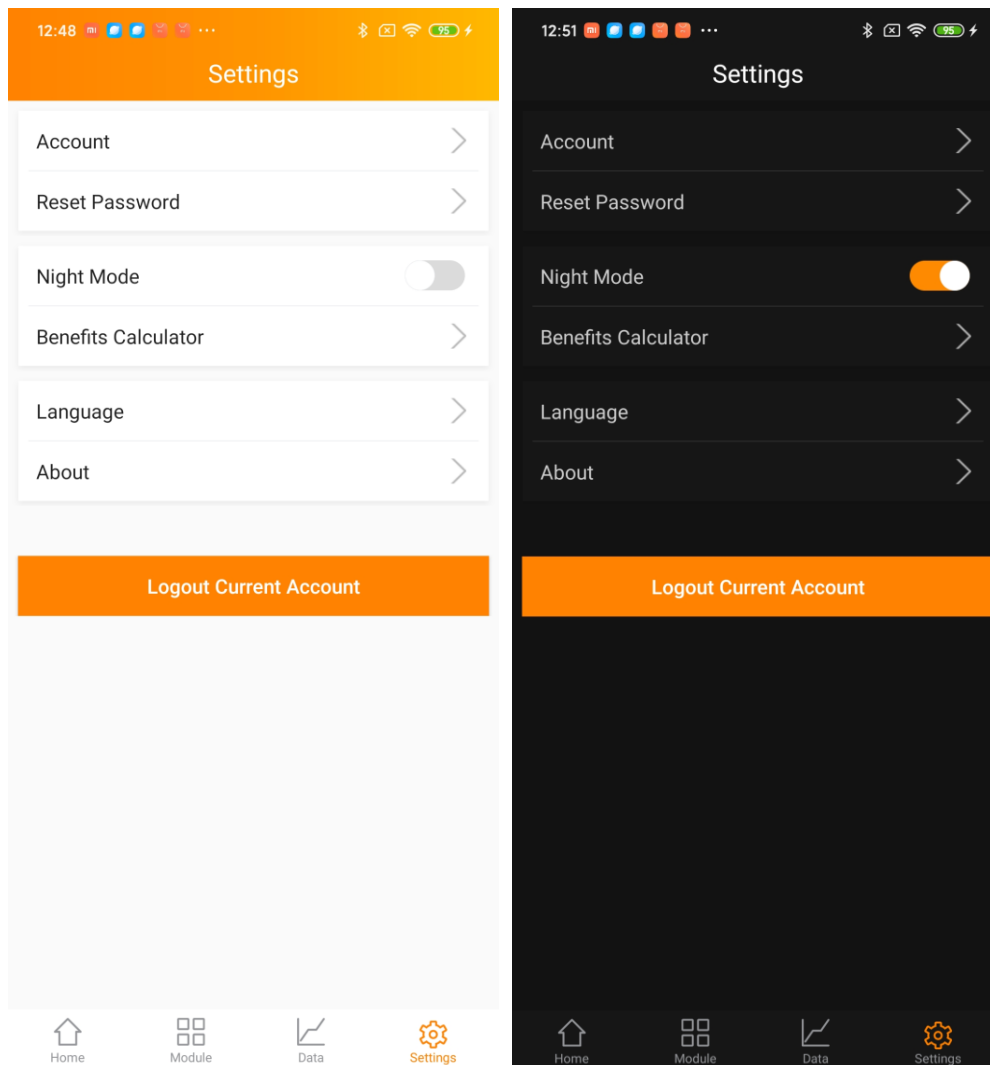 12:48
95
Settings
Account
Reset Password
Night Mode
Benefits Calculator
Language
About
Logout Current Account
Home Module Data Settings
12:51
95
Settings
Account
Reset Password
Night Mode
Benefits Calculator
Language
About
Logout Current Account
Home Module Data Settings